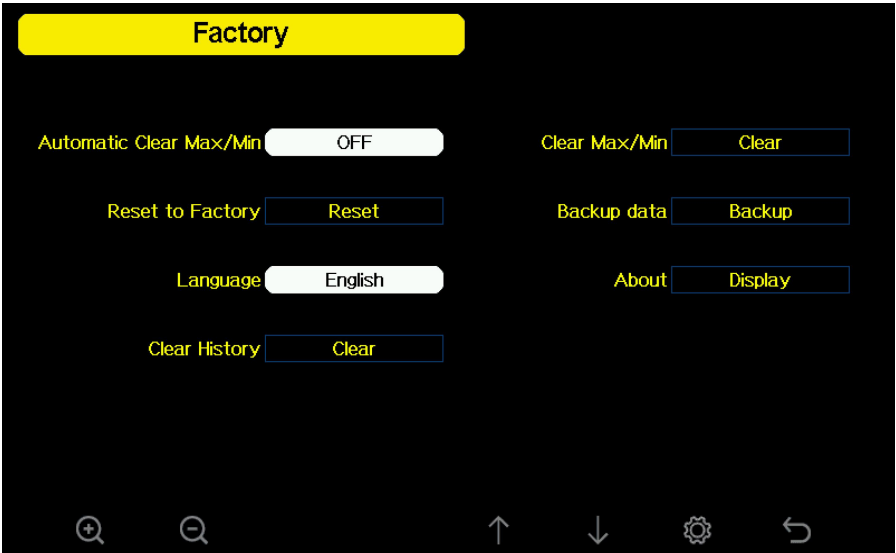 Factory
Automatic Clear Max/Min OFF Clear Max/Min Clear
Reset to Factory Reset Backup data Backup
Language English About Display
Clear History Clear